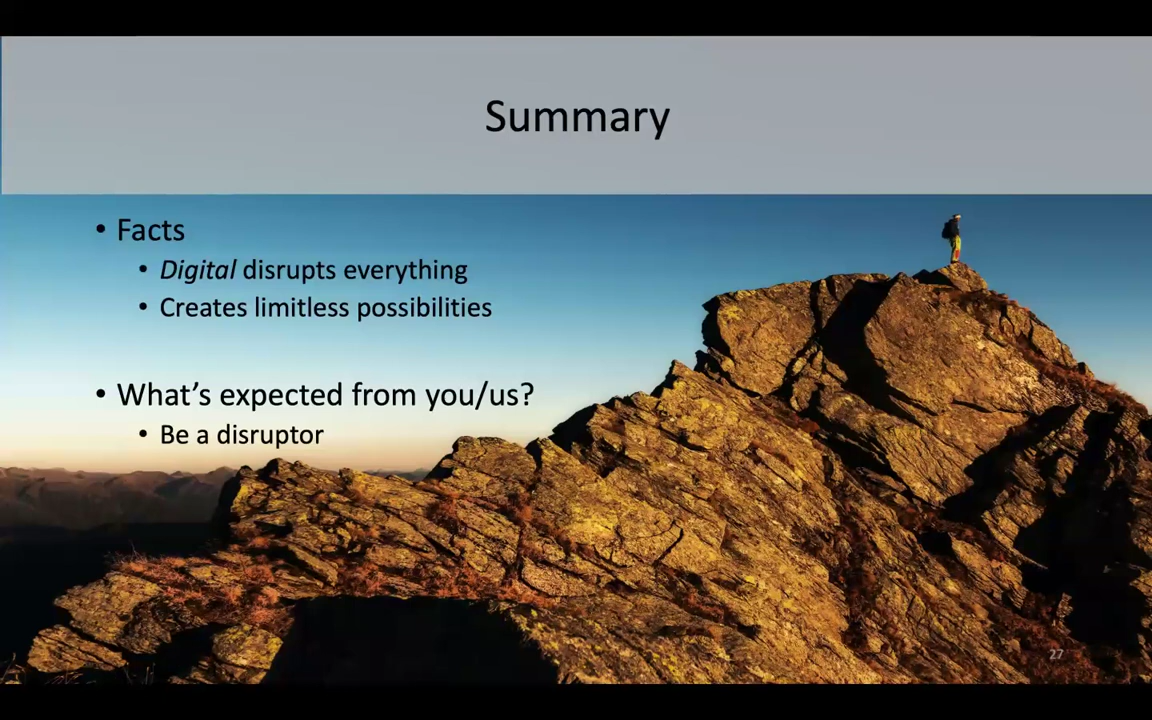 Summary
• Facts
• Digital disrupts everything
• Creates limitless possibilities
• What’s expected from you/us?
• Be a disruptor
27